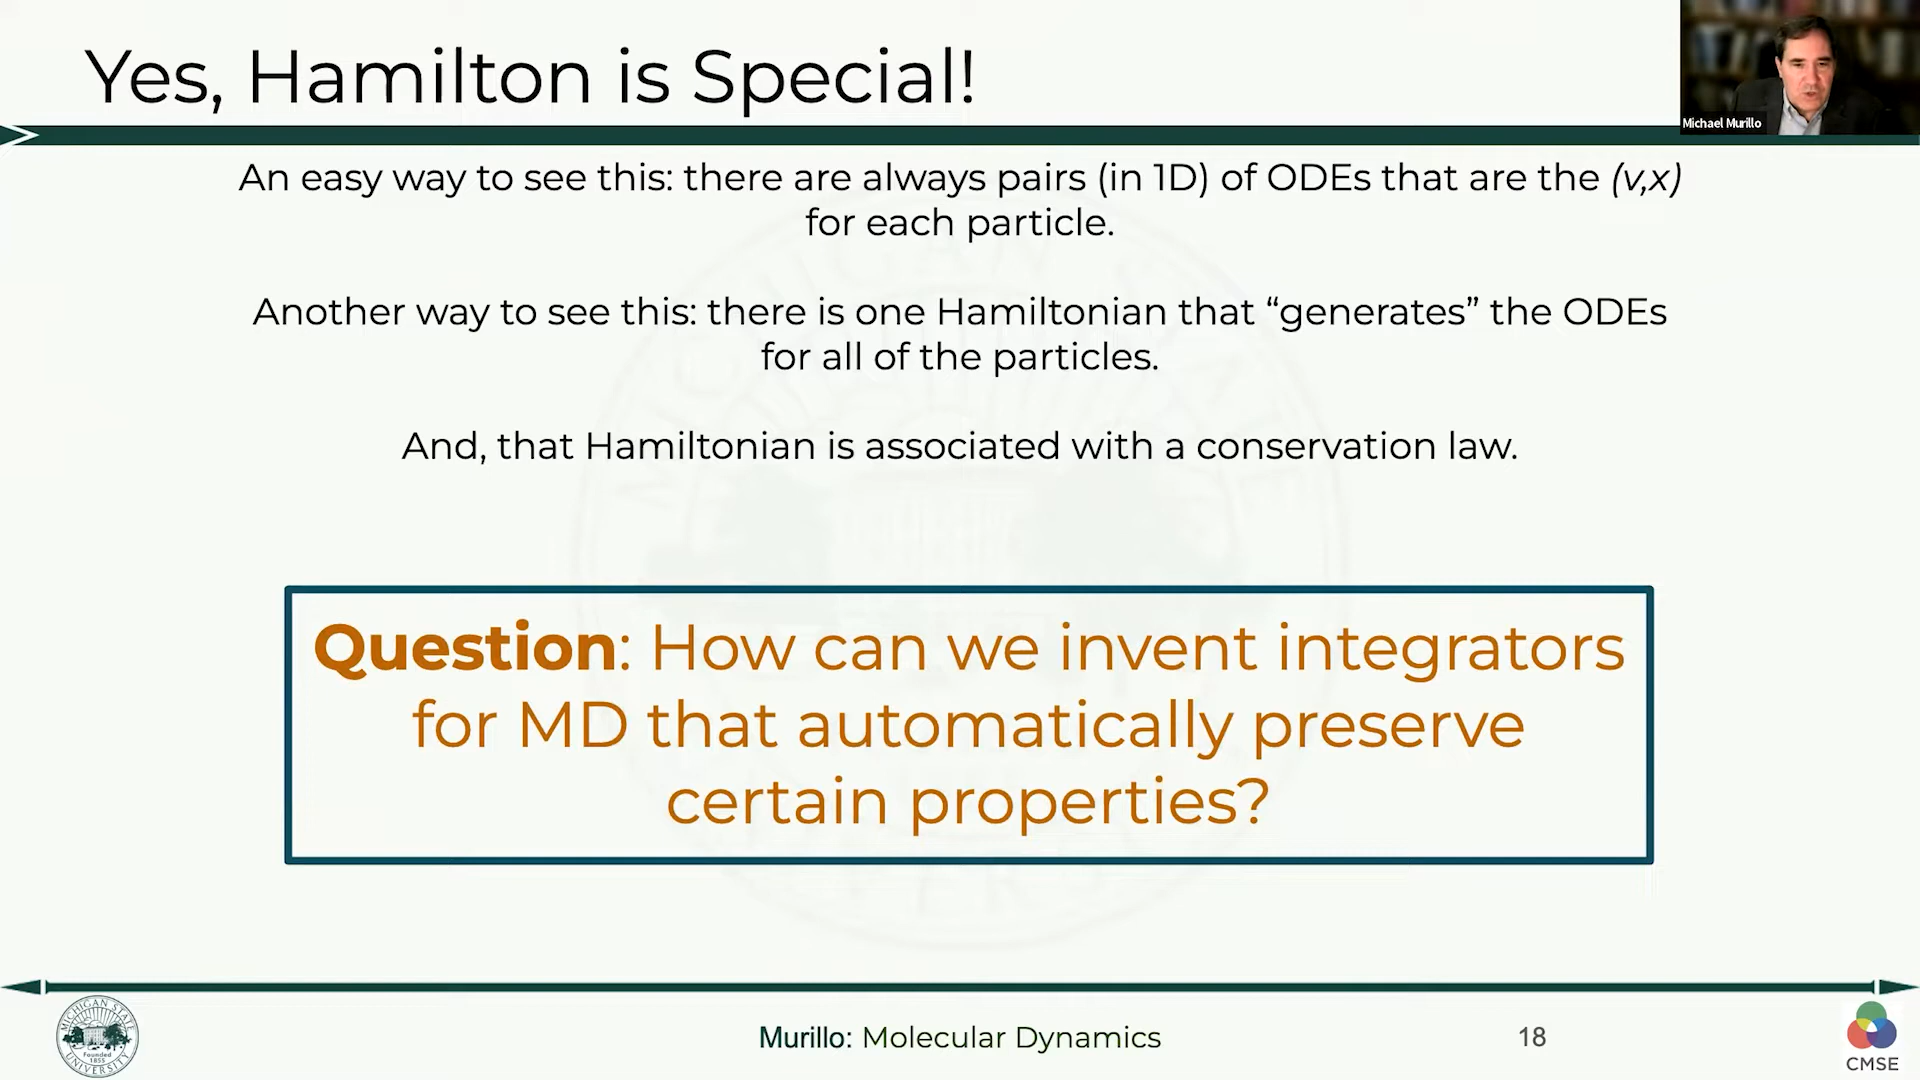 Yes, Hamilton is Special!
Michael Murillo
An easy way to see this: there are always pairs (in 1D) of ODEs that are the (v,x)
for each particle.
Another way to see this: there is one Hamiltonian that “generates” the ODEs
for all of the particles.
And, that Hamiltonian is associated with a conservation law.
Question: How can we invent integrators
for MD that automatically preserve
certain properties?
MICHIGAN STATE
UNIVERSITY
Founded
1855
Murillo: Molecular Dynamics
18
CMSE